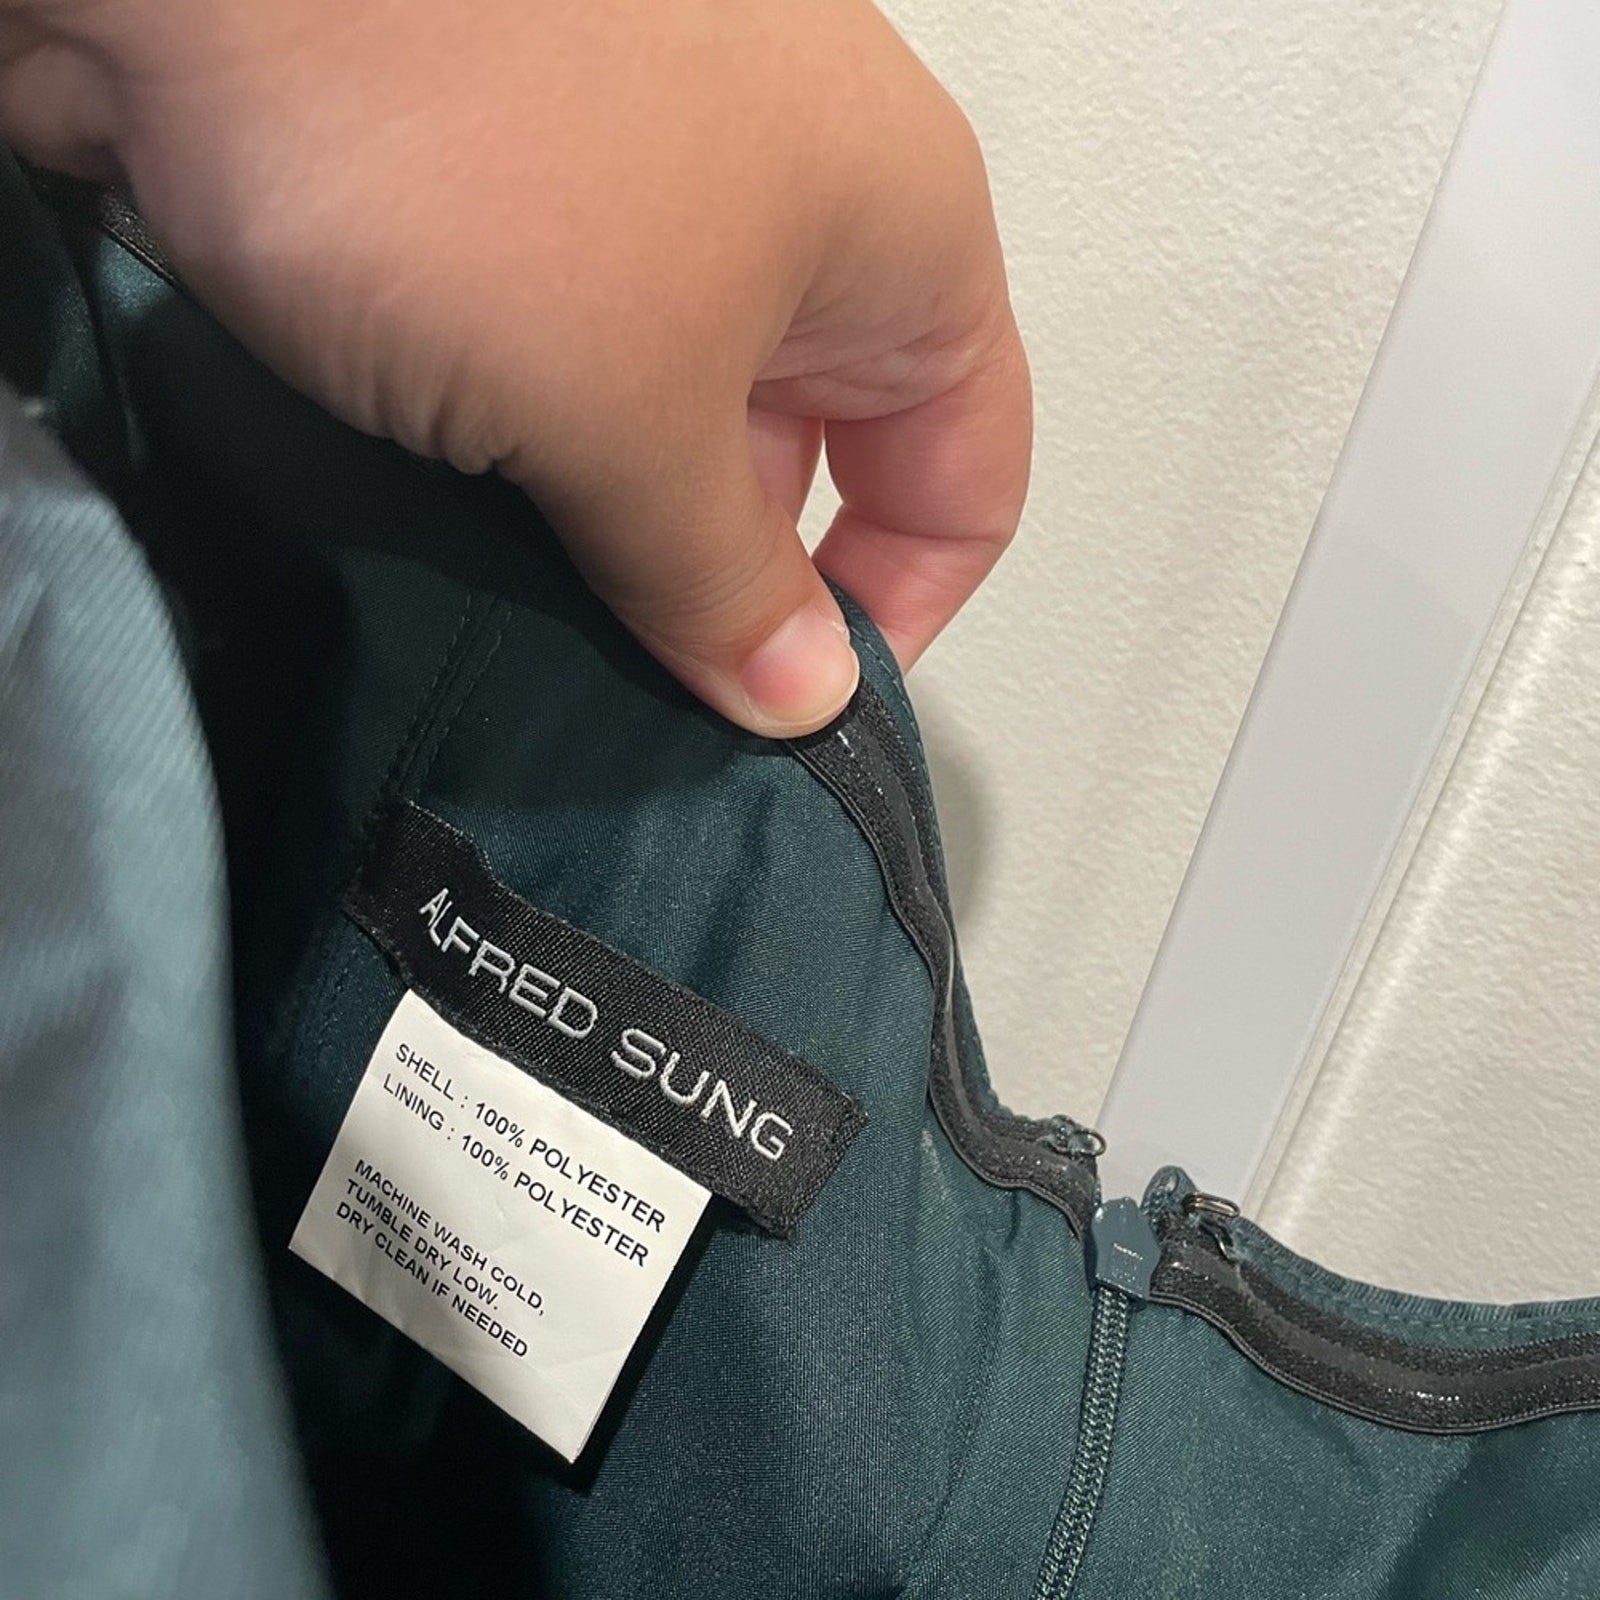 ALFRED SUNG
SHELL : 100% POLYESTER
LINING : 100% POLYESTER
MACHINE WASH COLD,
TUMBLE DRY LOW.
DRY CLEAN IF NEEDED